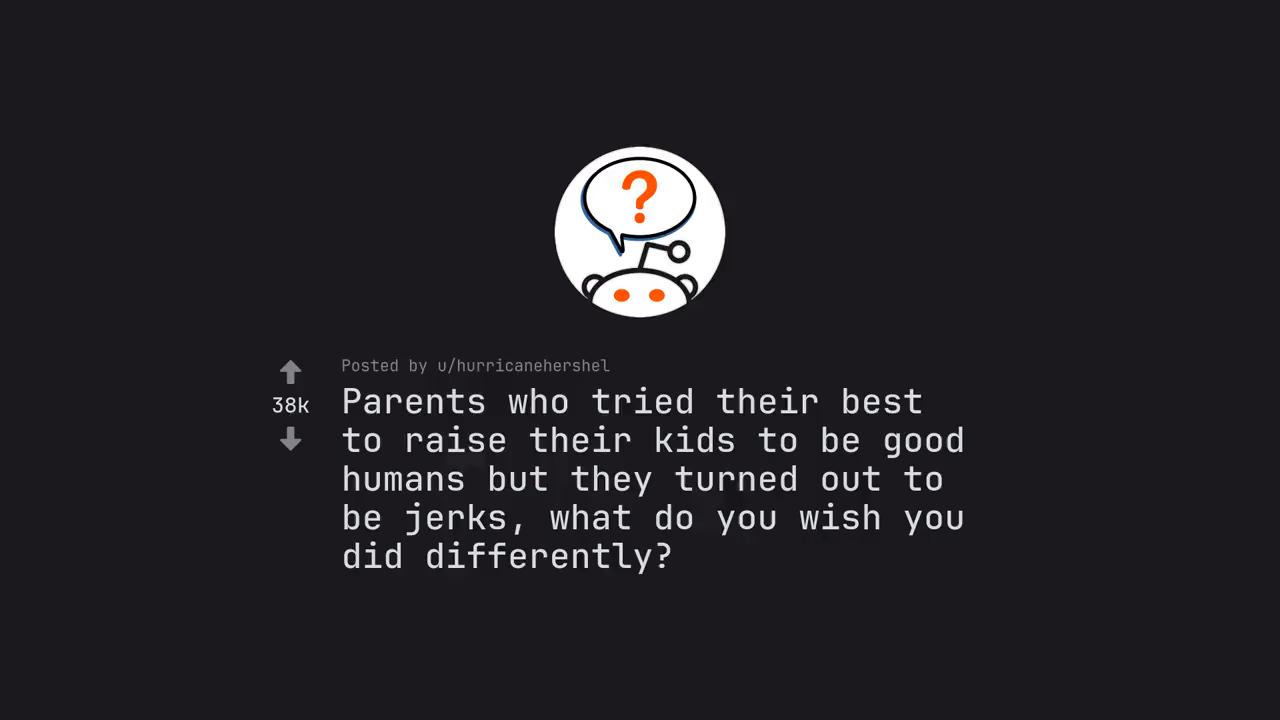 ?
Posted by u/hurricanehershel
38k
Parents who tried their best
to raise their kids to be good
humans but they turned out to
be jerks, what do you wish you
did differently?